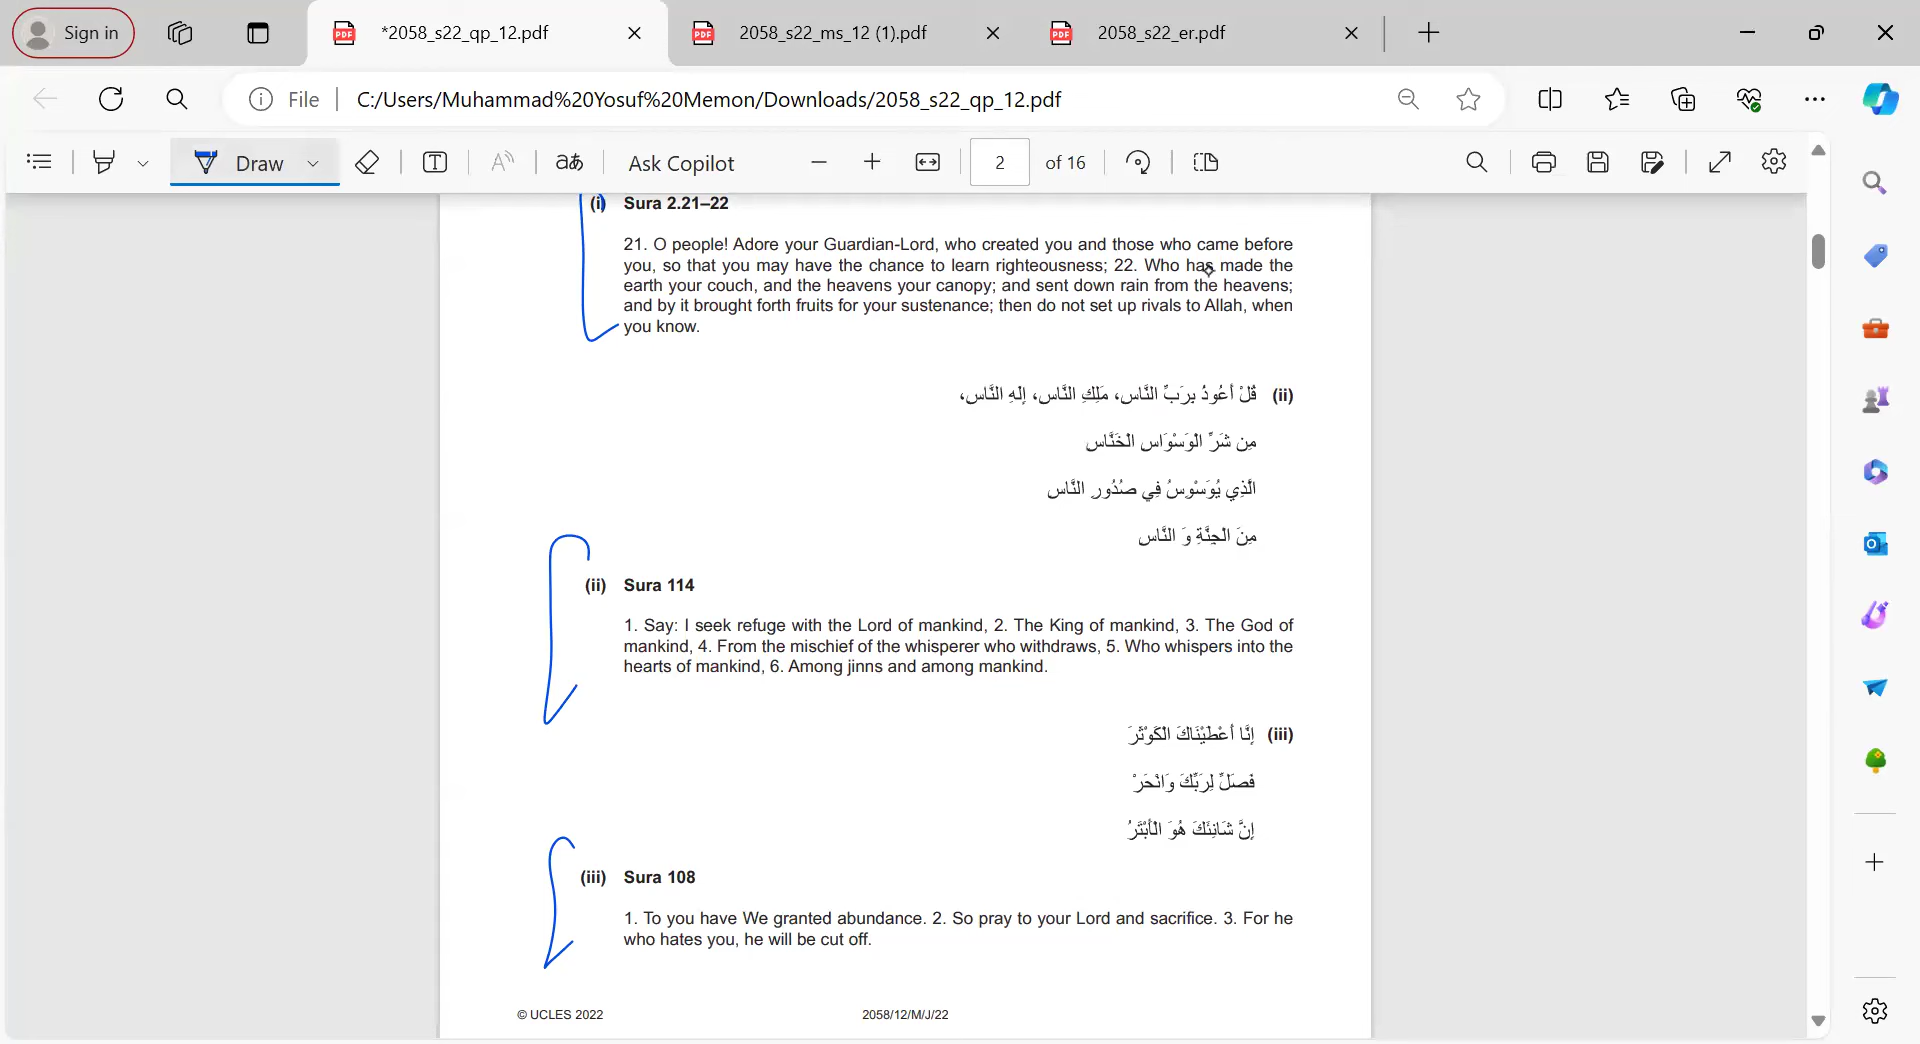 Sign in
*2058_s22_qp_12.pdf
2058_s22_ms_12 (1).pdf
2058_s22_er.pdf
File
C:/Users/Muhammad%20Yosuf%20Memon/Downloads/2058_s22_qp_12.pdf
Draw
Ask Copilot
2 of 16
(i) Sura 2.21–22
21. O people! Adore your Guardian-Lord, who created you and those who came before
you, so that you may have the chance to learn righteousness; 22. Who has made the
earth your couch, and the heavens your canopy; and sent down rain from the heavens;
and by it brought forth fruits for your sustenance; then do not set up rivals to Allah, when
you know.
(ii) قُلْ أَعُوذُ بِرَبِّ النَّاس، مَلِكِ النَّاس، إلَهِ النَّاس،
مِن شَرِّ الْوَسْوَاس الْخَنَّاس
الَّذِي يُوَسْوِسُ فِي صُدُورِ النَّاس
مِنَ الْجِنَّةِ وَ النَّاس
(ii) Sura 114
1. Say: I seek refuge with the Lord of mankind, 2. The King of mankind, 3. The God of
mankind, 4. From the mischief of the whisperer who withdraws, 5. Who whispers into the
hearts of mankind, 6. Among jinns and among mankind.
(iii) إِنَّا أَعْطَيْنَاكَ الْكَوْثَرَ
فَصَلِّ لِرَبِّكَ وَانْحَرْ
إِنَّ شَانِئَكَ هُوَ الْأَبْتَرُ
(iii) Sura 108
1. To you have We granted abundance. 2. So pray to your Lord and sacrifice. 3. For he
who hates you, he will be cut off.
© UCLES 2022
2058/12/M/J/22